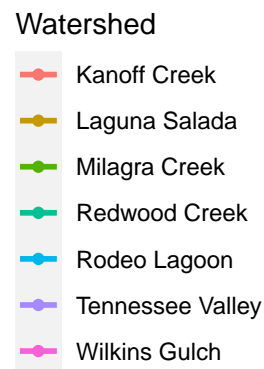 Watershed
Kanoff Creek
Laguna Salada
Milagra Creek
Redwood Creek
Rodeo Lagoon
Tennessee Valley
Wilkins Gulch